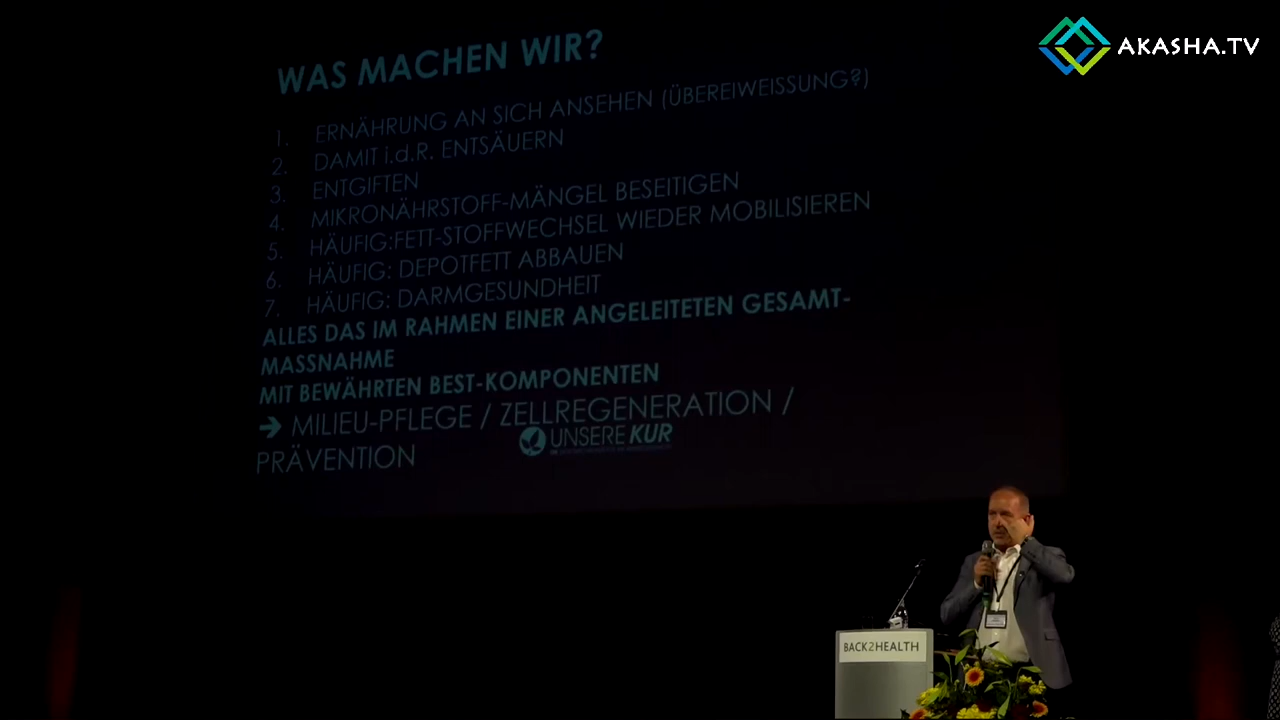 AKASHA.TV
WAS MACHEN WIR?
1. ERNÄHRUNG AN SICH ANSEHEN (ÜBEREIWEISSUNG?)
2. DAMIT i.d.R. ENTSÄUERN
3. ENTGIFTEN
4. MIKRONÄHRSTOFF-MÄNGEL BESEITIGEN
5. HÄUFIG:FETT-STOFFWECHSEL WIEDER MOBILISIEREN
6. HÄUFIG: DEPOTFETT ABBAUEN
7. HÄUFIG: DARMGESUNDHEIT
ALLES DAS IM RAHMEN EINER ANGELEITETEN GESAMT-
MASSNAHME
MIT BEWÄHRTEN BEST-KOMPONENTEN
➔ MILIEU-PFLEGE / ZELLREGENERATION /
PRÄVENTION
UNSERE KUR
BACK2HEALTH